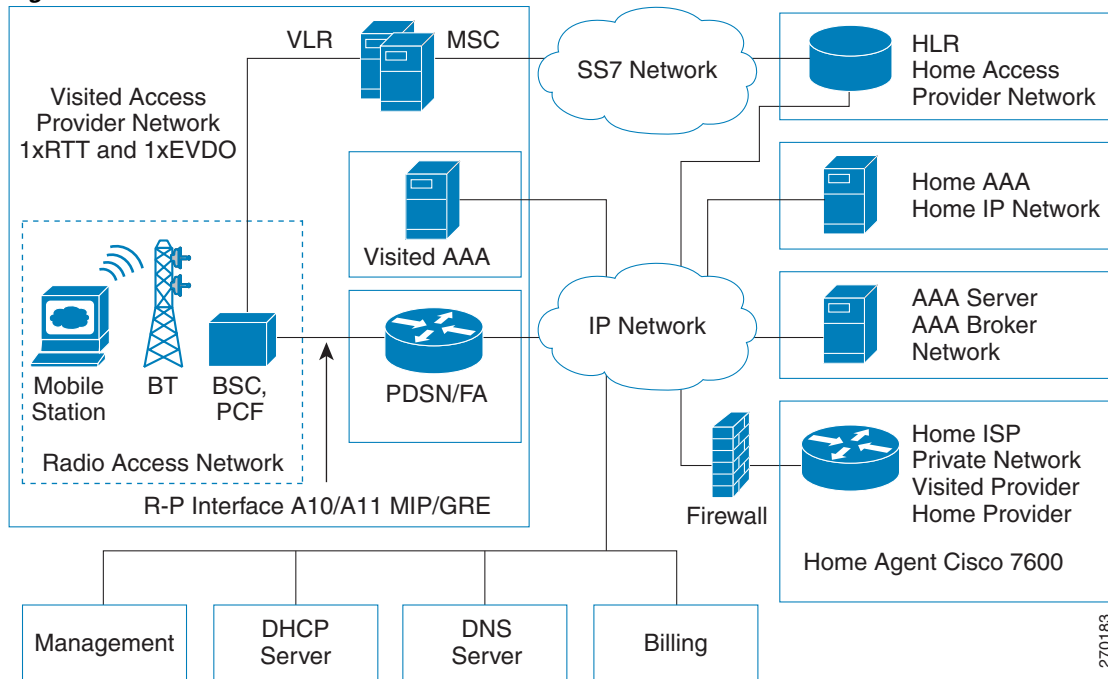 VLR
MSC
SS7 Network
HLR
Home Access
Provider Network
Visited Access
Provider Network
1xRTT and 1xEVDO
Home AAA
Home IP Network
Visited AAA
AAA Server
AAA Broker
Network
IP Network
Mobile
Station
BT
BSC,
PCF
PDSN/FA
Radio Access Network
R-P Interface A10/A11 MIP/GRE
Firewall
Home ISP
Private Network
Visited Provider
Home Provider
Home Agent Cisco 7600
Management
DHCP
Server
DNS
Server
Billing
270183